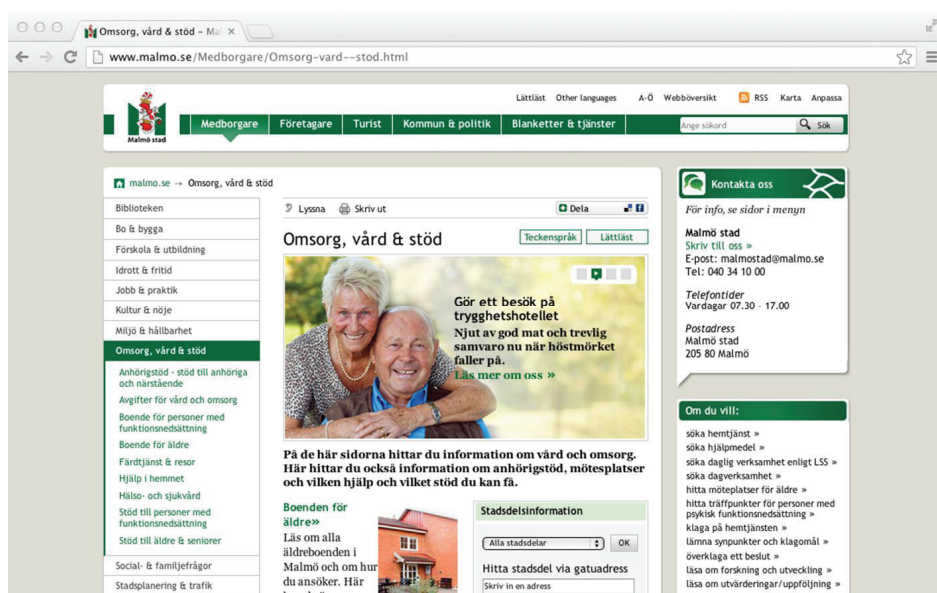 Omsorg, vård & stöd – Ma
www.malmo.se/Medborgare/Omsorg-vard--stod.html
Lättläst Other languages A-Ö Webböversikt RSS Karta Anpassa
Malmö stad
Medborgare Företagare Turist Kommun & politik Blanketter & tjänster
Ange sökord Sök
malmo.se → Omsorg, vård & stöd
Biblioteken
Bo & bygga
Förskola & utbildning
Idrott & fritid
Jobb & praktik
Kultur & nöje
Miljö & hållbarhet
Omsorg, vård & stöd
Anhörigstöd - stöd till anhöriga
och närstående
Avgifter för vård och omsorg
Boende för personer med
funktionsnedsättning
Boende för äldre
Färdtjänst & resor
Hjälp i hemmet
Hälso- och sjukvård
Stöd till personer med
funktionsnedsättning
Stöd till äldre & seniorer
Social- & familjefrågor
Stadsplanering & trafik
Lyssna Skriv ut Dela
Omsorg, vård & stöd
Teckenspråk Lättläst
Gör ett besök på
trygghetshotellet
Njut av god mat och trevlig
samvaro nu när höstmörket
faller på.
Läs mer om oss »
På de här sidorna hittar du information om vård och omsorg.
Här hittar du också information om anhörigstöd, mötesplatser
och vilken hjälp och vilket stöd du kan få.
Boenden för
äldre»
Läs om alla
äldreboenden i
Malmö och om hur
du ansöker. Här
Stadsdelsinformation
Alla stadsdelar OK
Hitta stadsdel via gatuadress
Skriv in en adress
Kontakta oss
För info, se sidor i menyn
Malmö stad
Skriv till oss »
E-post: malmostad@malmo.se
Tel: 040 34 10 00
Telefontider
Vardagar 07.30 - 17.00
Postadress
Malmö stad
205 80 Malmö
Om du vill:
söka hemtjänst »
söka hjälpmedel »
söka daglig verksamhet enligt LSS »
söka dagverksamhet »
hitta möteplatser för äldre »
hitta träffpunkter för personer med
psykisk funktionsnedsättning »
klaga på hemtjänsten »
lämna synpunkter och klagomål »
överklaga ett beslut »
läsa om forskning och utveckling »
läsa om utvärderingar/uppföljning »